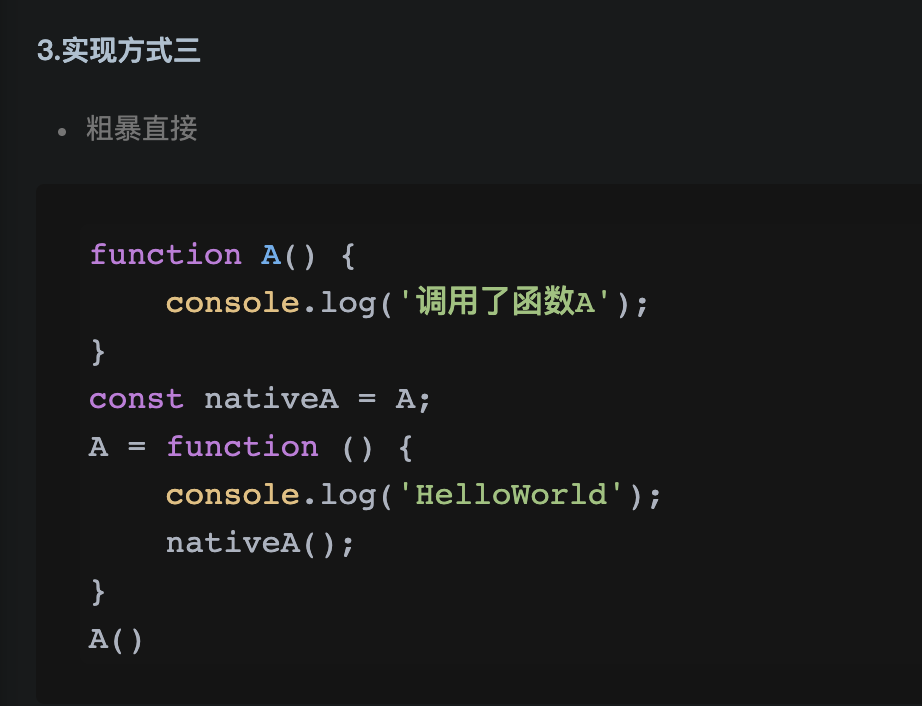 3.实现方式三
• 粗暴直接
function A() {
    console.log('调用了函数A');
}
const nativeA = A;
A = function () {
    console.log('HelloWorld');
    nativeA();
}
A()